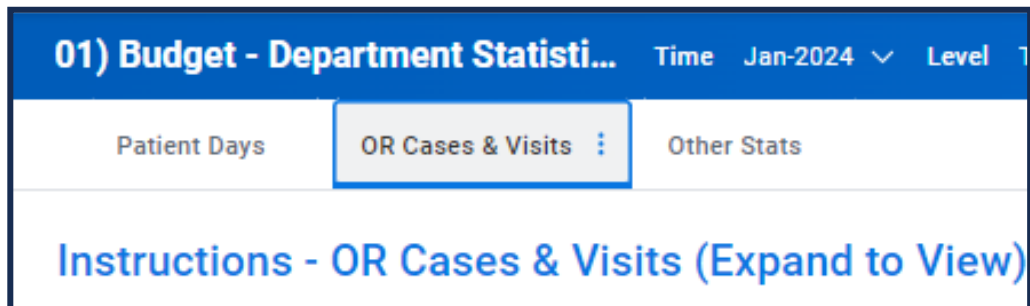 01) Budget - Department Statisti... Time Jan-2024 Level
Patient Days OR Cases & Visits Other Stats
Instructions - OR Cases & Visits (Expand to View)